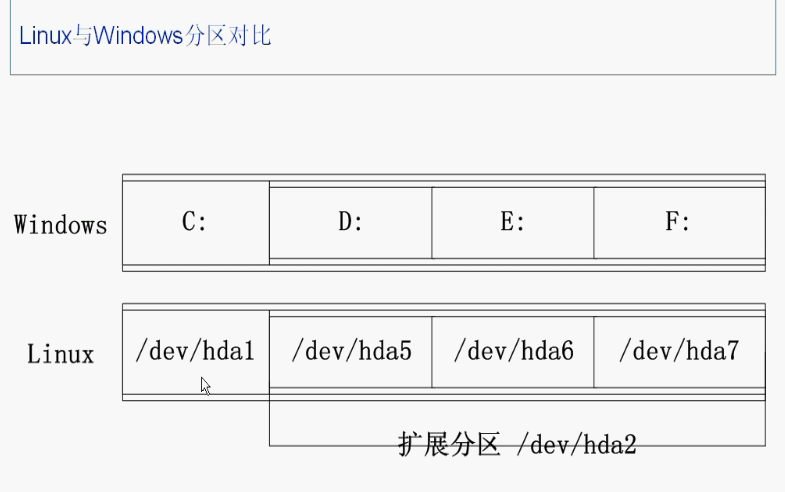 Linux与Windows分区对比
Windows C: D: E: F:
Linux /dev/hda1 /dev/hda5 /dev/hda6 /dev/hda7
扩展分区 /dev/hda2